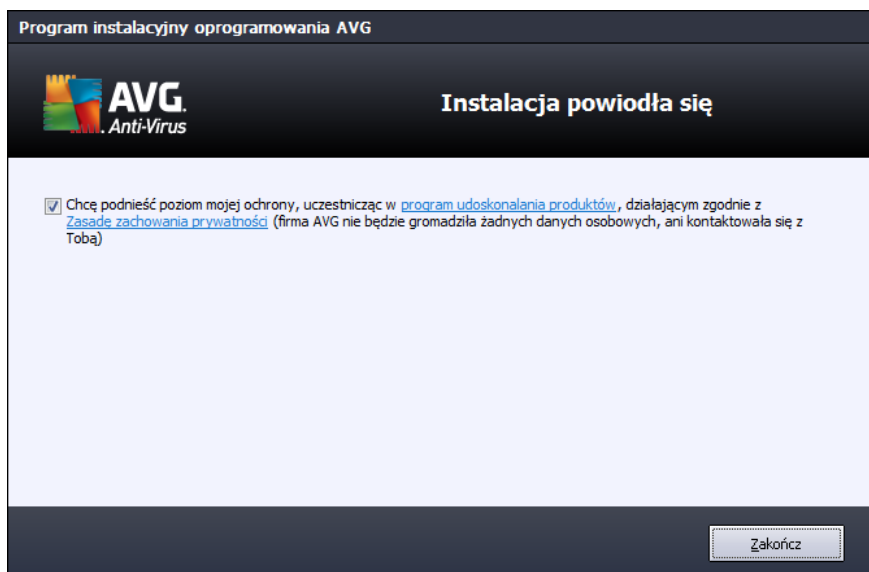 Program instalacyjny oprogramowania AVG
AVG.
Anti-Virus
Instalacja powiodła się
Chcę podnieść poziom mojej ochrony, uczestnicząc w program udoskonalania produktów, działającym zgodnie z
Zasadę zachowania prywatności (firma AVG nie będzie gromadziła żadnych danych osobowych, ani kontaktowała się z
Tobą)
Zakończ